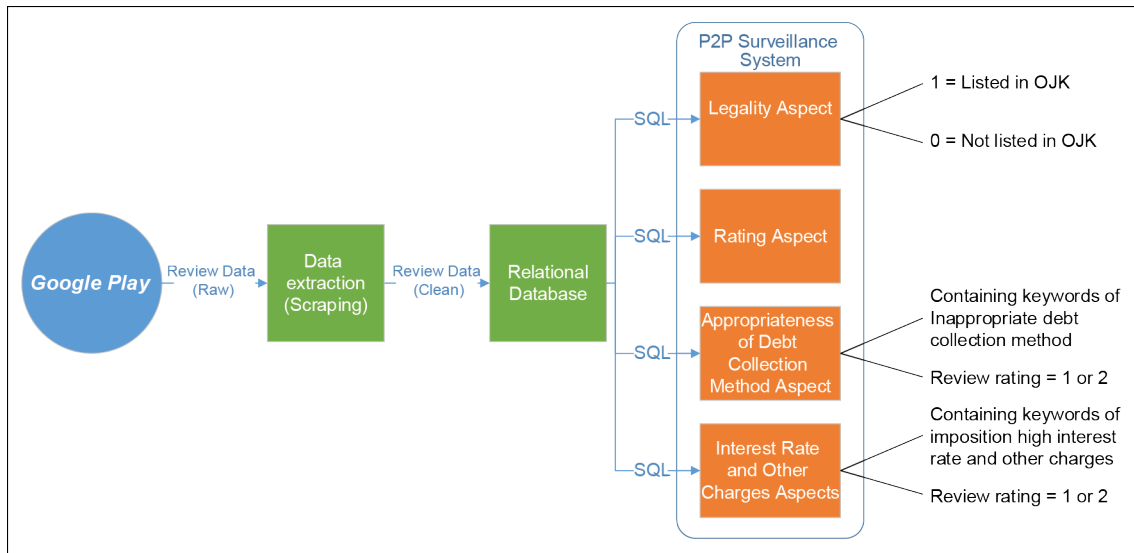 P2P Surveillance
System
Legality Aspect
1 = Listed in OJK
0 = Not listed in OJK
SQL
Rating Aspect
SQL
Google Play
Review Data
(Raw)
Data
extraction
(Scraping)
Review Data
(Clean)
Relational
Database
Appropriateness
of Debt
Collection
Method Aspect
SQL
Containing keywords of
Inappropriate debt
collection method
Review rating = 1 or 2
Interest Rate
and Other
Charges Aspects
SQL
Containing keywords of
imposition high interest
rate and other charges
Review rating = 1 or 2